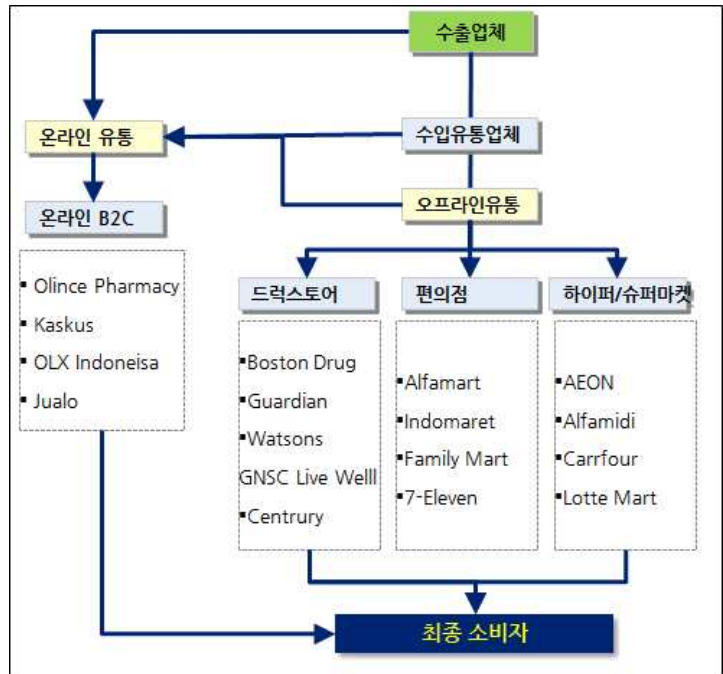 수출업체
온라인 유통
수입유통업체
오프라인유통
온라인 B2C
▪ Olince Pharmacy
▪ Kaskus
▪ OLX Indoneisa
▪ Jualo
드럭스토어
▪Boston Drug
▪Guardian
▪Watsons
GNSC Live Welll
▪Centrury
편의점
▪Alfamart
▪Indomaret
▪Family Mart
▪7-Eleven
하이퍼/슈퍼마켓
▪AEON
▪Alfamidi
▪Carrfour
▪Lotte Mart
최종 소비자